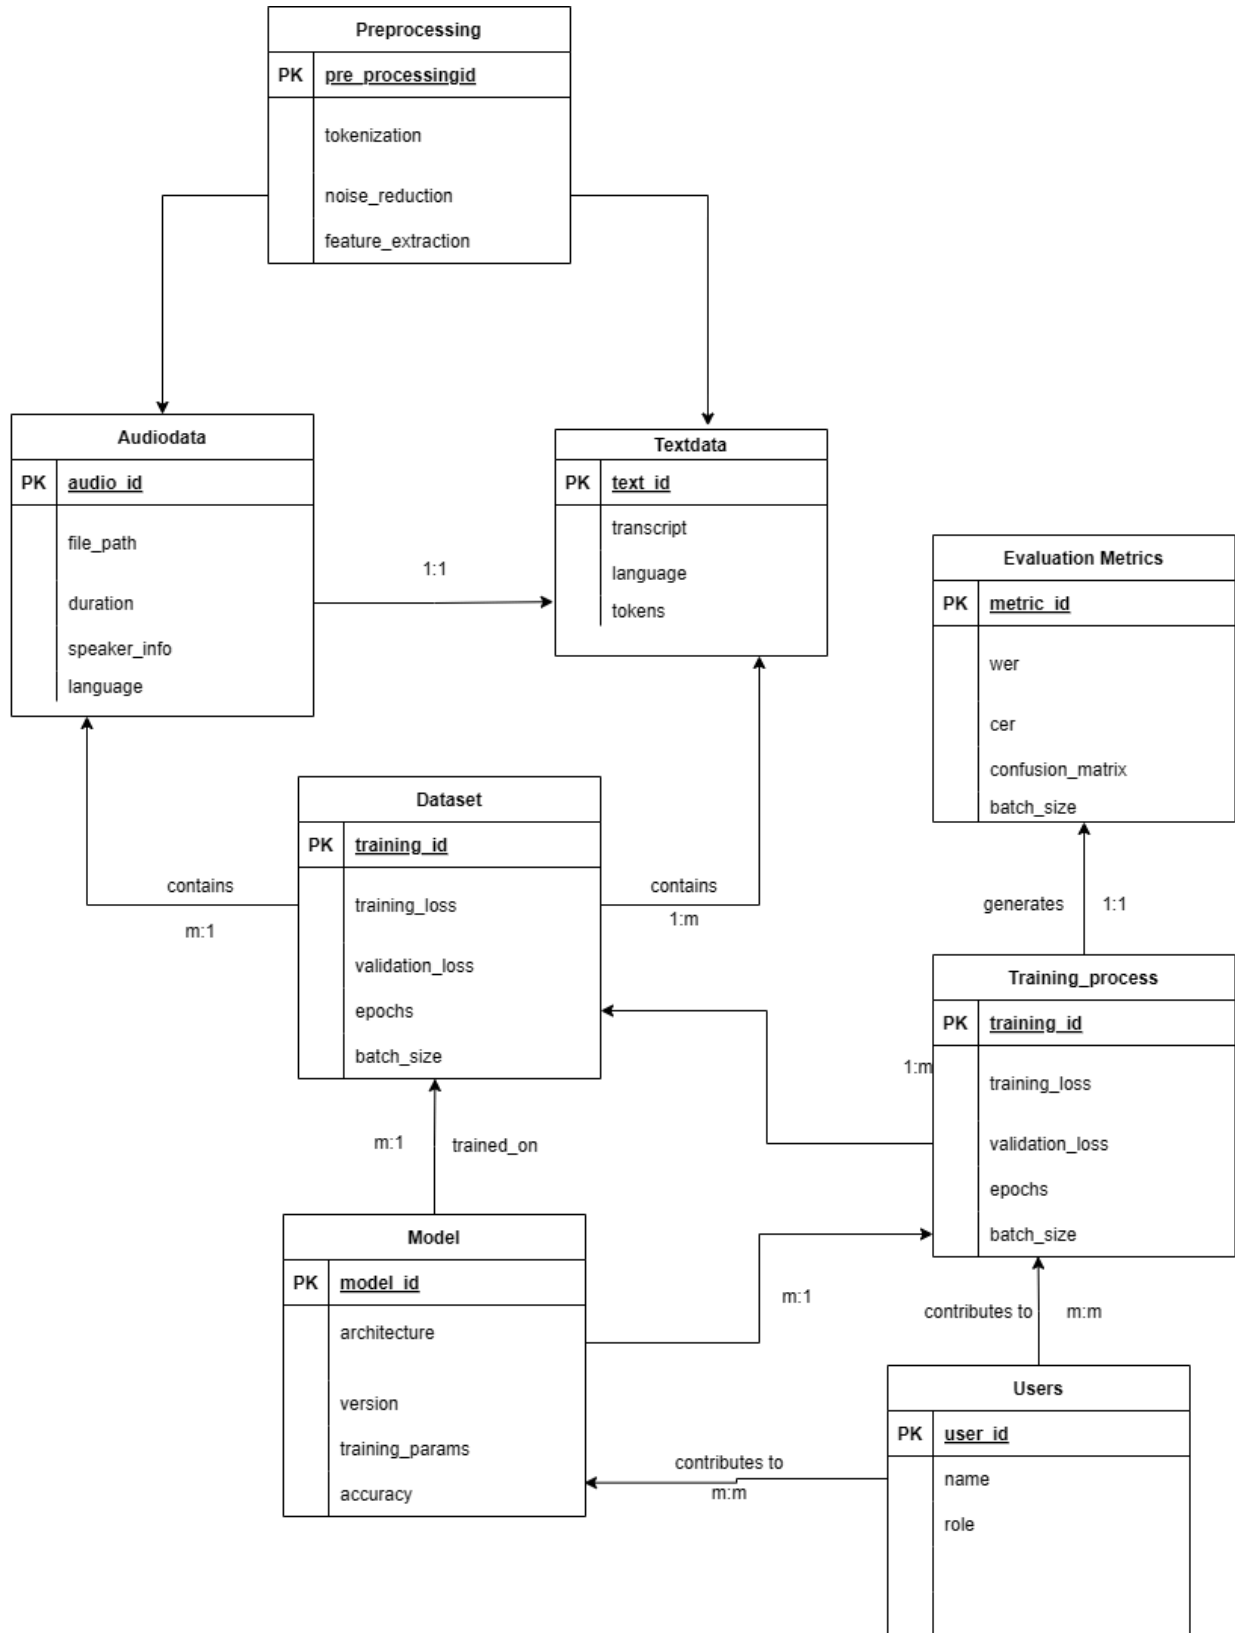 Preprocessing
PK pre_processingid
tokenization
noise_reduction
feature_extraction
Audiodata
PK audio_id
file_path
duration
speaker_info
language
1:1
Textdata
PK text_id
transcript
language
tokens
Evaluation Metrics
PK metric_id
wer
cer
confusion_matrix
batch_size
Dataset
PK training_id
training_loss
validation_loss
epochs
batch_size
contains
m:1
contains
1:m
generates 1:1
Training_process
PK training_id
training_loss
validation_loss
epochs
batch_size
1:m
m:1 trained_on
Model
PK model_id
architecture
version
training_params
accuracy
m:1
contributes to m:m
Users
PK user_id
name
role
contributes to
m:m